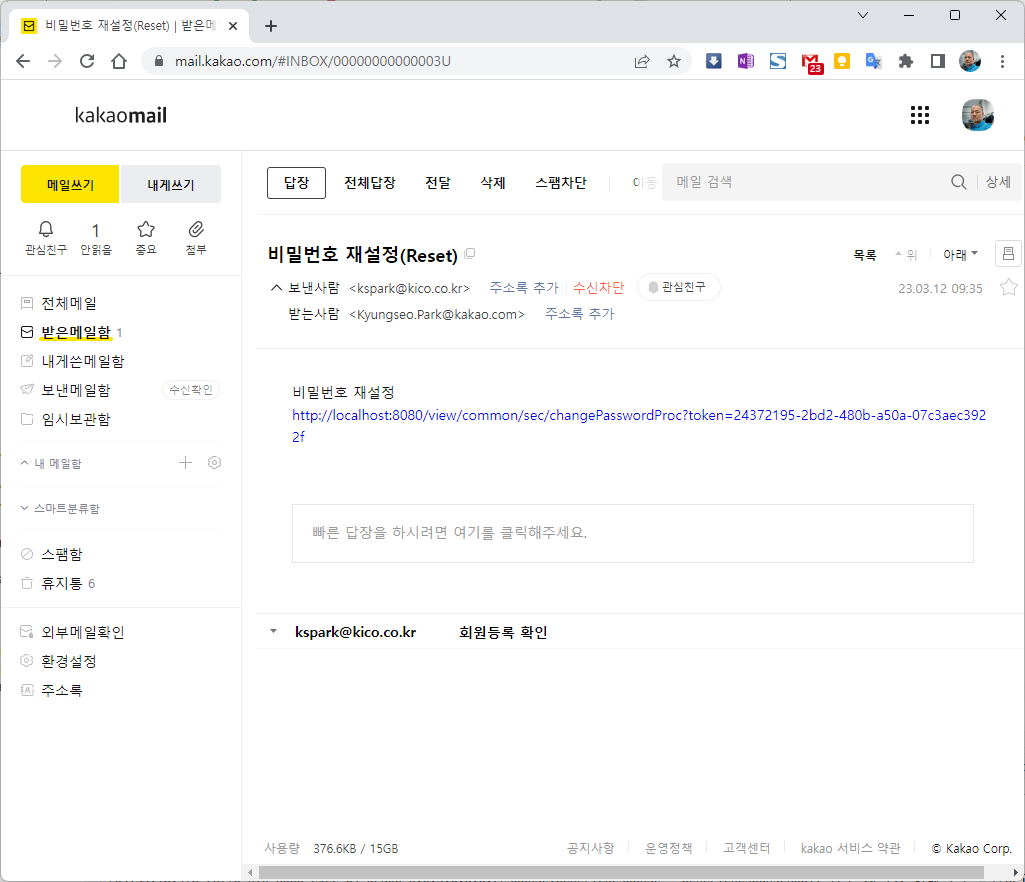 비밀번호 재설정(Reset) | 받은메
mail.kakao.com/#INBOX/00000000000003U
23
kakaomail
메일쓰기
내게쓰기
답장
전체답장
전달
삭제
스팸차단
이동
메일 검색
상세
관심친구
1
안읽음
중요
첨부
비밀번호 재설정(Reset)
목록
위
아래
보낸사람 <kspark@kico.co.kr> 주소록 추가 수신차단 관심친구
23.03.12 09:35
받는사람 <Kyungseo.Park@kakao.com> 주소록 추가
전체메일
받은메일함 1
내게쓴메일함
보낸메일함 수신확인
임시보관함
내 메일함
스마트분류함
스팸함
휴지통 6
외부메일확인
환경설정
주소록
비밀번호 재설정
http://localhost:8080/view/common/sec/changePasswordProc?token=24372195-2bd2-480b-a50a-07c3aec392
2f
빠른 답장을 하시려면 여기를 클릭해주세요.
kspark@kico.co.kr 회원등록 확인
사용량 376.6KB / 15GB
공지사항
운영정책
고객센터
kakao 서비스 약관
© Kakao Corp.